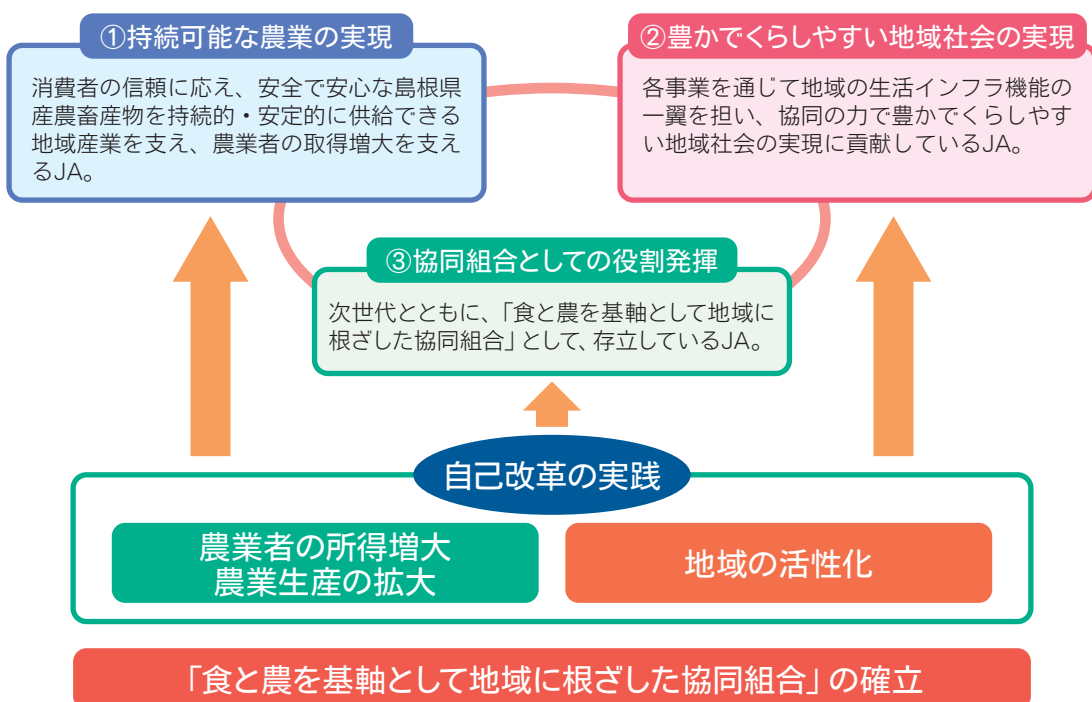 ①持続可能な農業の実現
消費者の信頼に応え、安全で安心な島根県
産農畜産物を持続的・安定的に供給できる
地域産業を支え、農業者の取得増大を支え
るJA。
②豊かでくらしやすい地域社会の実現
各事業を通じて地域の生活インフラ機能の
一翼を担い、協同の力で豊かでくらしやす
い地域社会の実現に貢献しているJA。
③協同組合としての役割発揮
次世代とともに、「食と農を基軸として地域に
根ざした協同組合」として、存立しているJA。
自己改革の実践
農業者の所得増大
農業生産の拡大
地域の活性化
「食と農を基軸として地域に根ざした協同組合」の確立